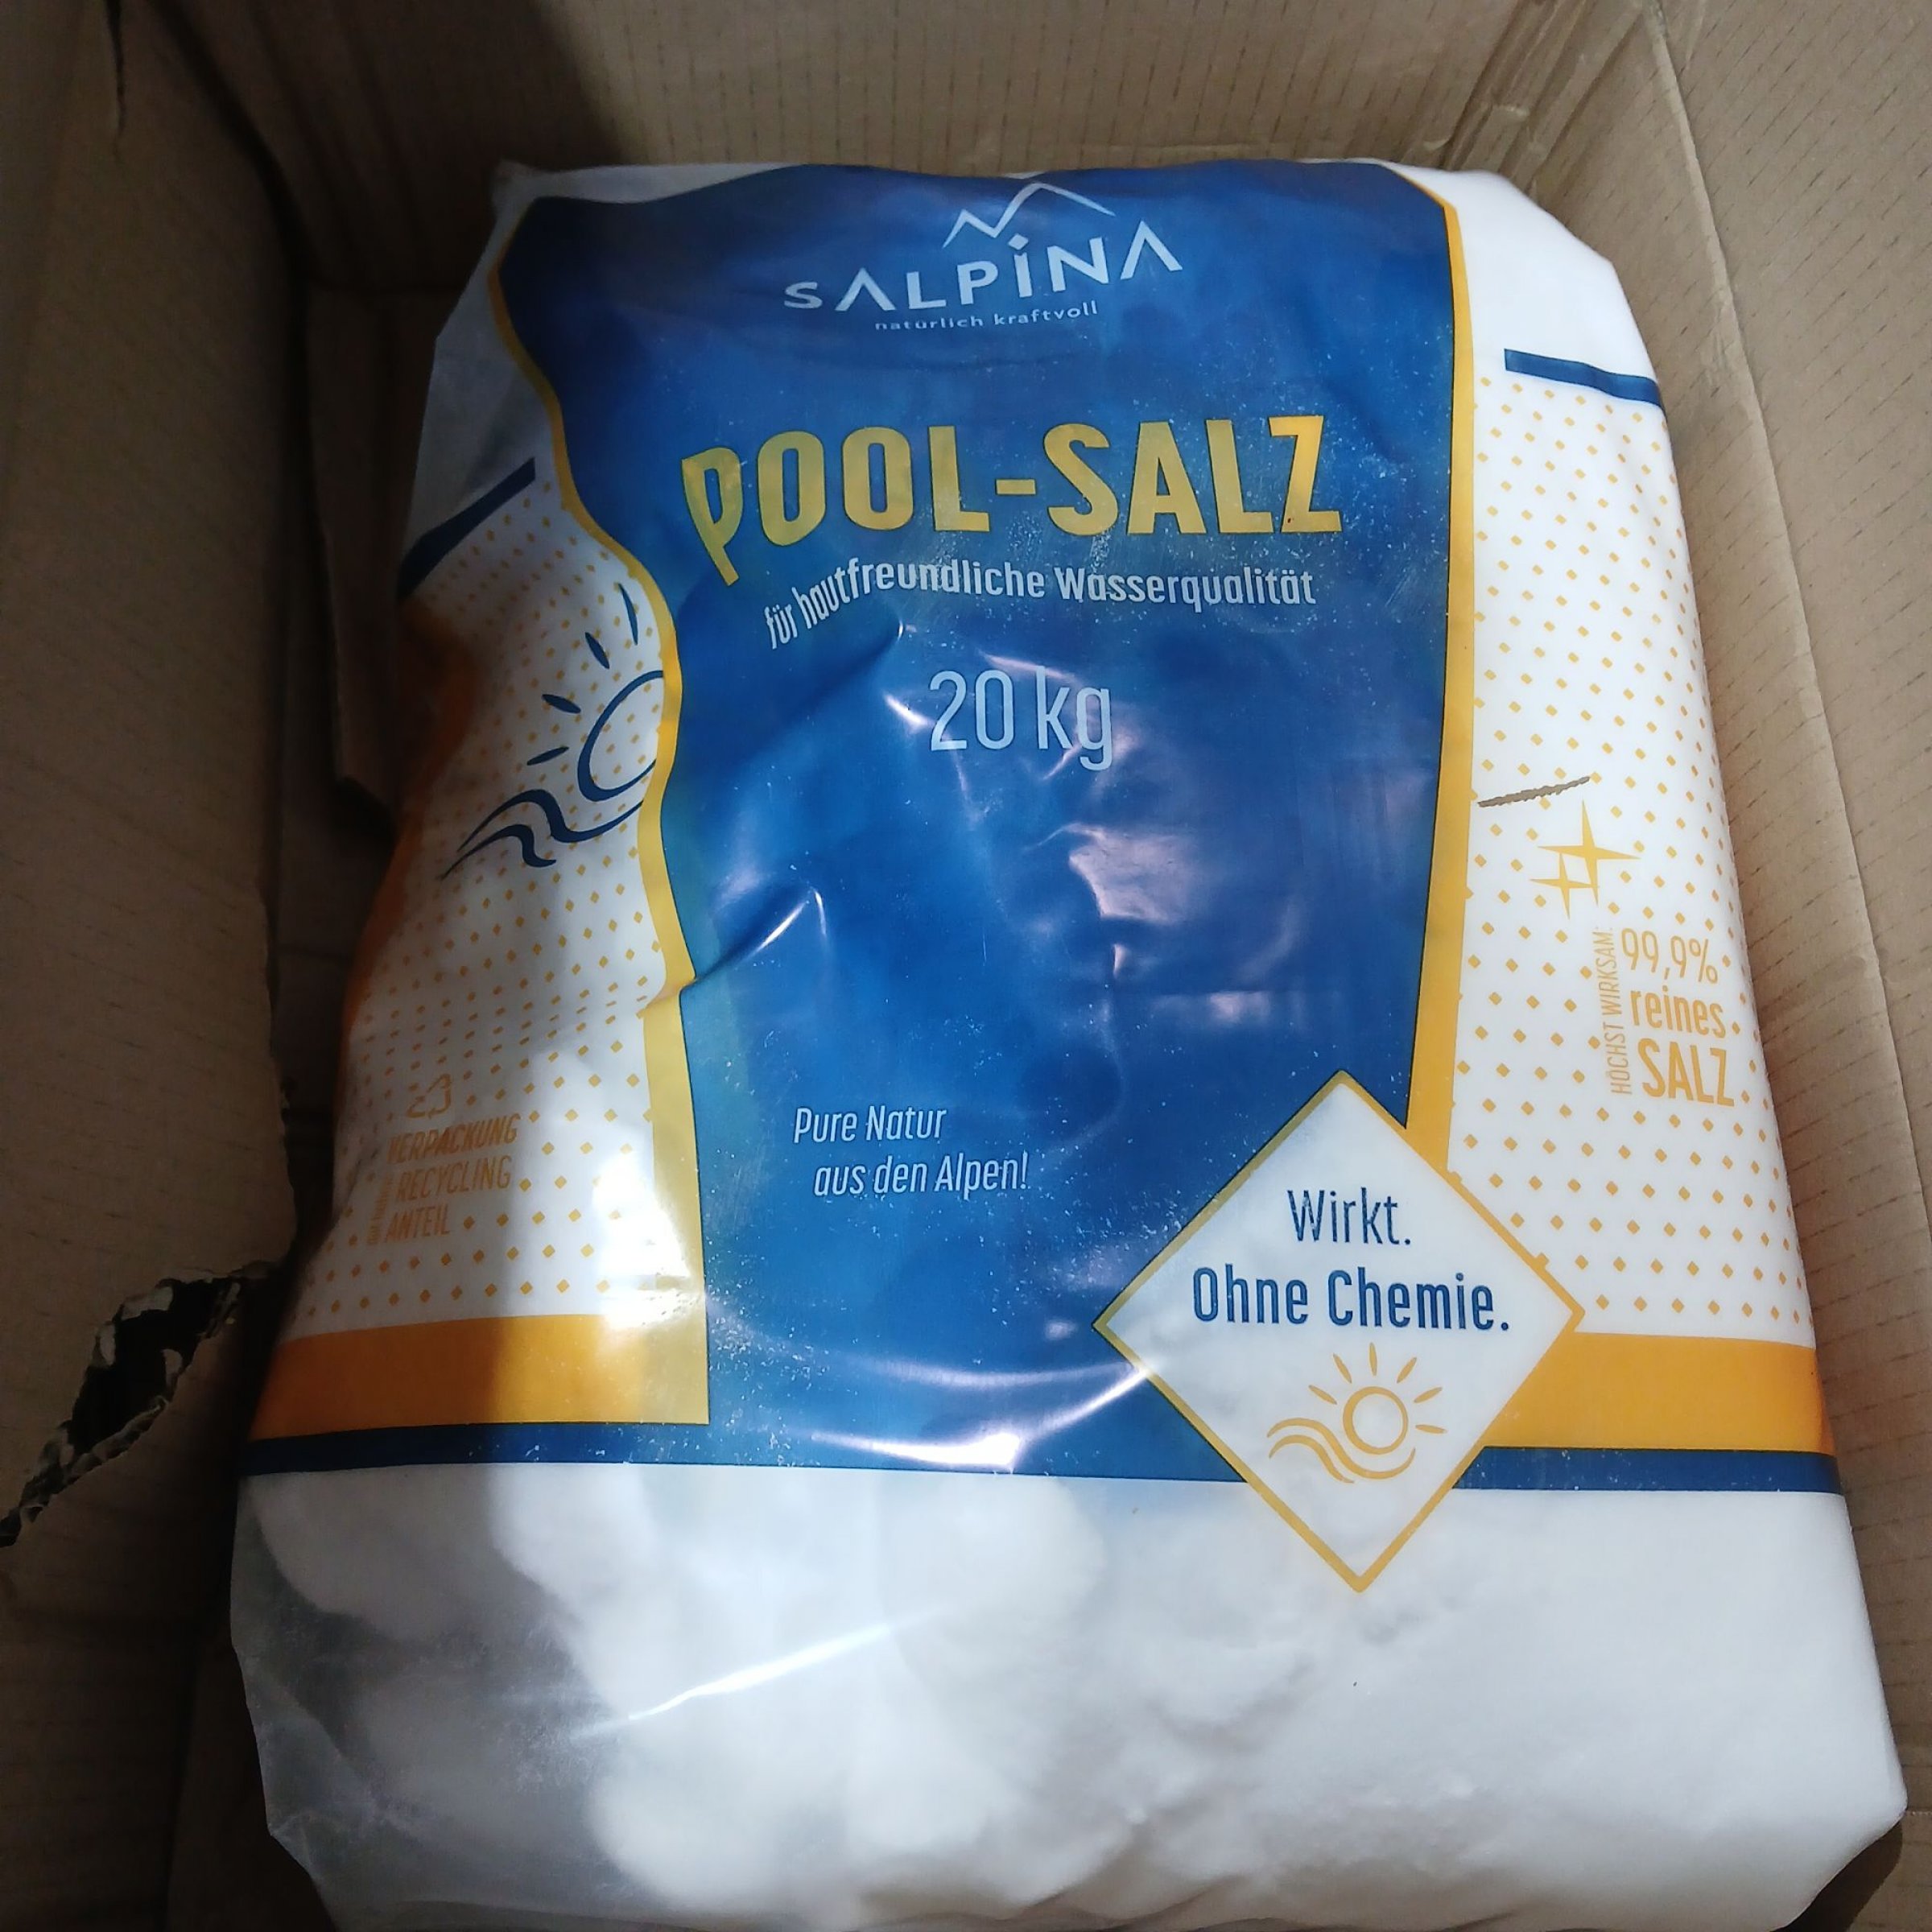 SALPINA
natürlich kraftvoll
POOL-SALZ
für hautfreundliche Wasserqualität
20 kg
HÖCHST WIRKSAM:
99,9%
reines
SALZ
VERPACKUNG
RECYCLING
ANTEIL
Pure Natur
aus den Alpen!
Wirkt.
Ohne Chemie.